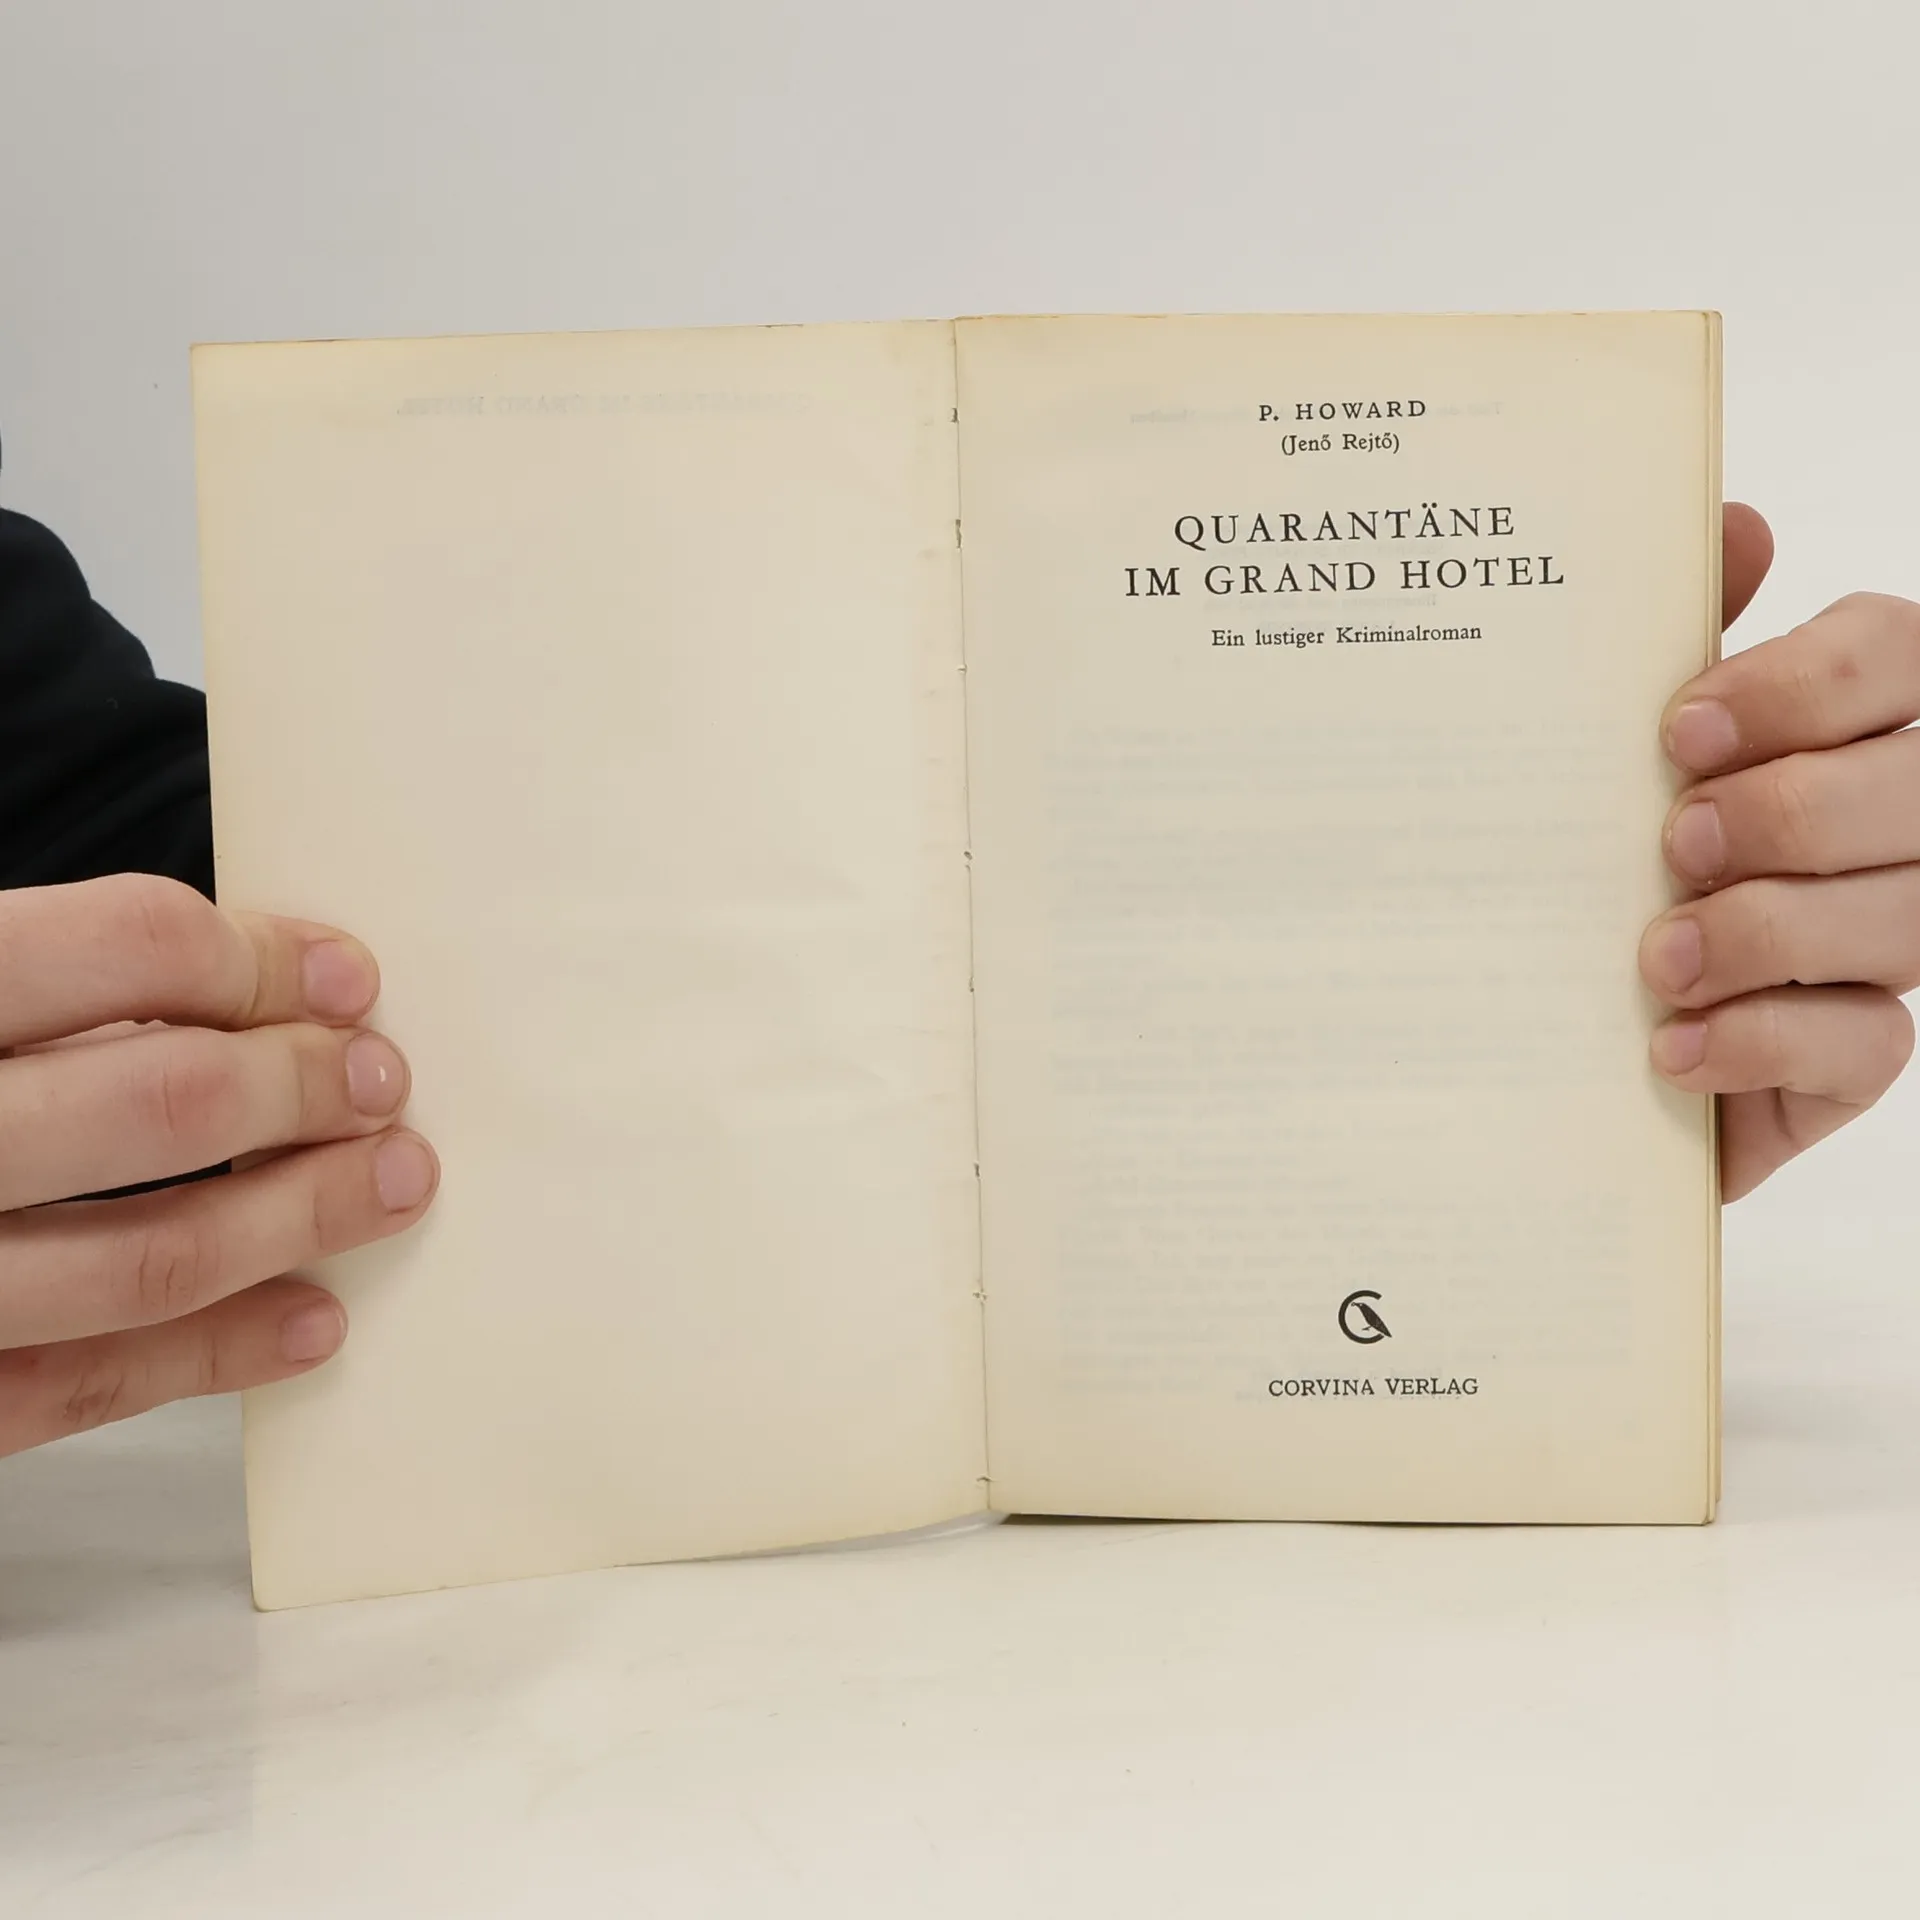 P. HOWARD
(Jenő Rejtő)
QUARANTÄNE
IM GRAND HOTEL
Ein lustiger Kriminalroman
CORVINA VERLAG